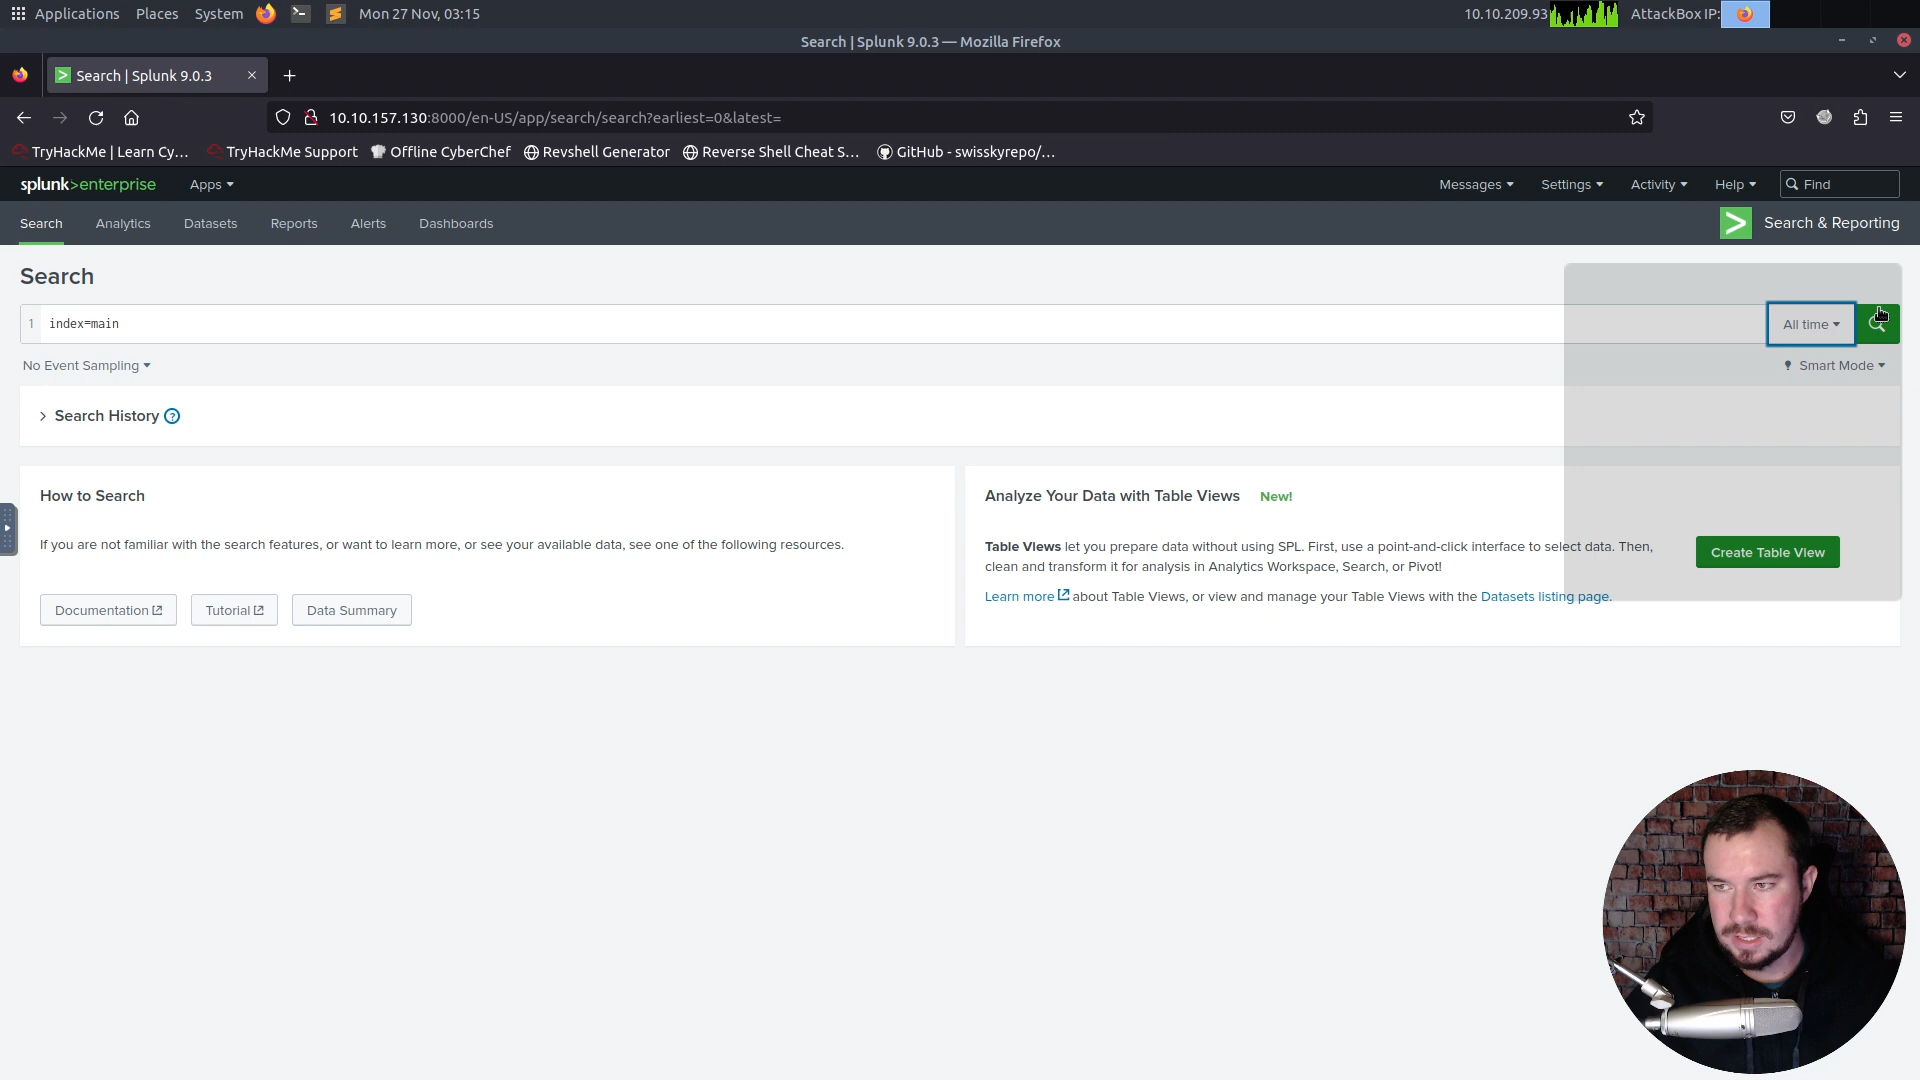 Applications Places System Mon 27 Nov, 03:15 10.10.209.93 AttackBox IP:
Search | Splunk 9.0.3 — Mozilla Firefox
Search | Splunk 9.0.3
10.10.157.130:8000/en-US/app/search/search?earliest=0&latest=
TryHackMe | Learn Cy... TryHackMe Support Offline CyberChef Revshell Generator Reverse Shell Cheat S... GitHub - swisskyrepo/...
splunk>enterprise Apps Messages Settings Activity Help Find
Search Analytics Datasets Reports Alerts Dashboards Search & Reporting
Search
1 index=main All time
No Event Sampling Smart Mode
Search History ?
How to Search
If you are not familiar with the search features, or want to learn more, or see your available data, see one of the following resources.
Documentation Tutorial Data Summary
Analyze Your Data with Table Views New!
Table Views let you prepare data without using SPL. First, use a point-and-click interface to select data. Then,
clean and transform it for analysis in Analytics Workspace, Search, or Pivot!
Learn more about Table Views, or view and manage your Table Views with the Datasets listing page.
Create Table View